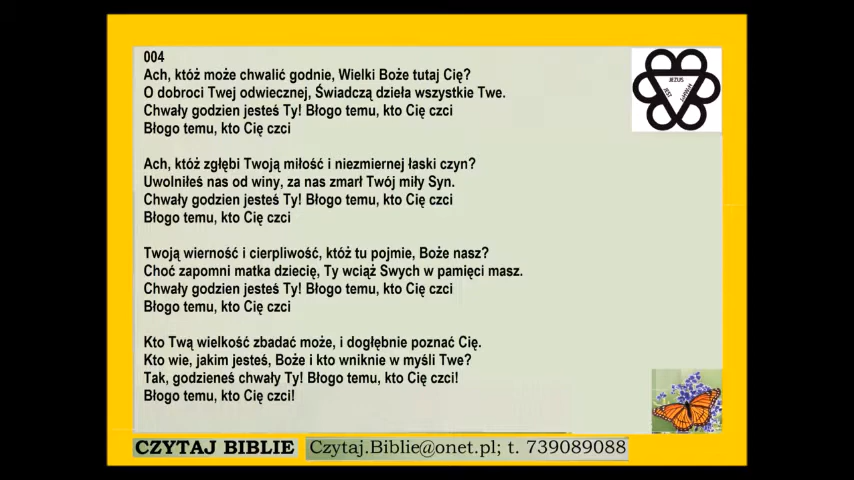 004
Ach, któż może chwalić godnie, Wielki Boże tutaj Cię?
O dobroci Twej odwiecznej, Świadczą dzieła wszystkie Twe.
Chwały godzien jesteś Ty! Błogo temu, kto Cię czci
Błogo temu, kto Cię czci
Ach, któż zgłębi Twoją miłość i niezmiernej łaski czyn?
Uwolniłeś nas od winy, za nas zmarł Twój miły Syn.
Chwały godzien jesteś Ty! Błogo temu, kto Cię czci
Błogo temu, kto Cię czci
Twoją wierność i cierpliwość, któż tu pojmie, Boże nasz?
Choć zapomni matka dziecię, Ty wciąż Swych w pamięci masz.
Chwały godzien jesteś Ty! Błogo temu, kto Cię czci
Błogo temu, kto Cię czci
Kto Twą wielkość zbadać może, i dogłębnie poznać Cię.
Kto wie, jakim jesteś, Boże i kto wniknie w myśli Twe?
Tak, godzieneś chwały Ty! Błogo temu, kto Cię czci!
Błogo temu, kto Cię czci!
JEZUS
JEST
CZYTAJ BIBLIE
Czytaj.Biblie@onet.pl; t. 739089088